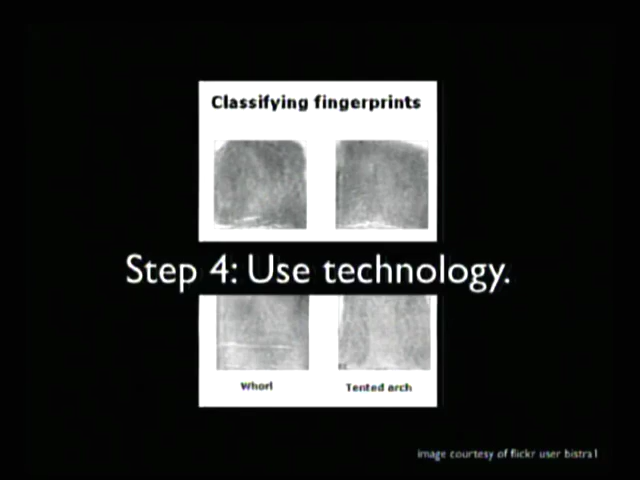 Classifying fingerprints
Step 4: Use technology.
Whorl
Tented arch
image courtesy of flickr user bistra1